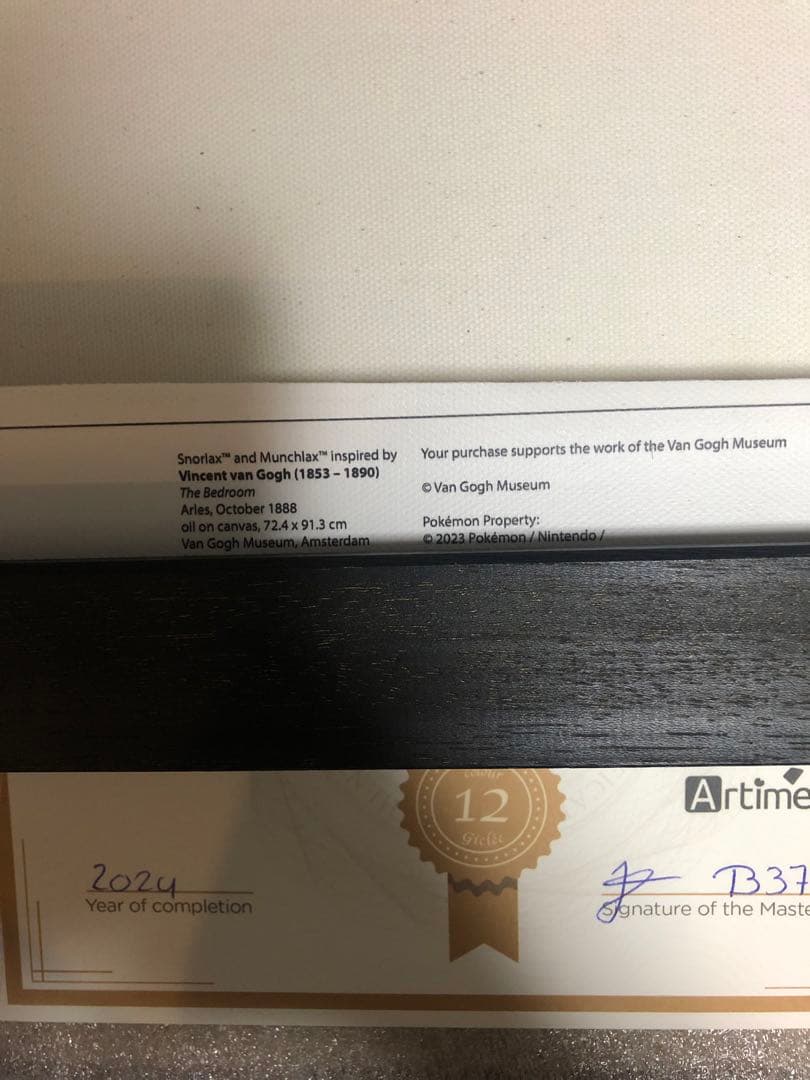 Snorlax™ and Munchlax™ inspired by
Vincent van Gogh (1853 – 1890)
The Bedroom
Arles, October 1888
oil on canvas, 72.4 x 91.3 cm
Van Gogh Museum, Amsterdam
Your purchase supports the work of the Van Gogh Museum
© Van Gogh Museum
Pokémon Property:
© 2023 Pokémon / Nintendo /
colour
12
Giclée
Artime
2024
Year of completion
B37
Signature of the Maste